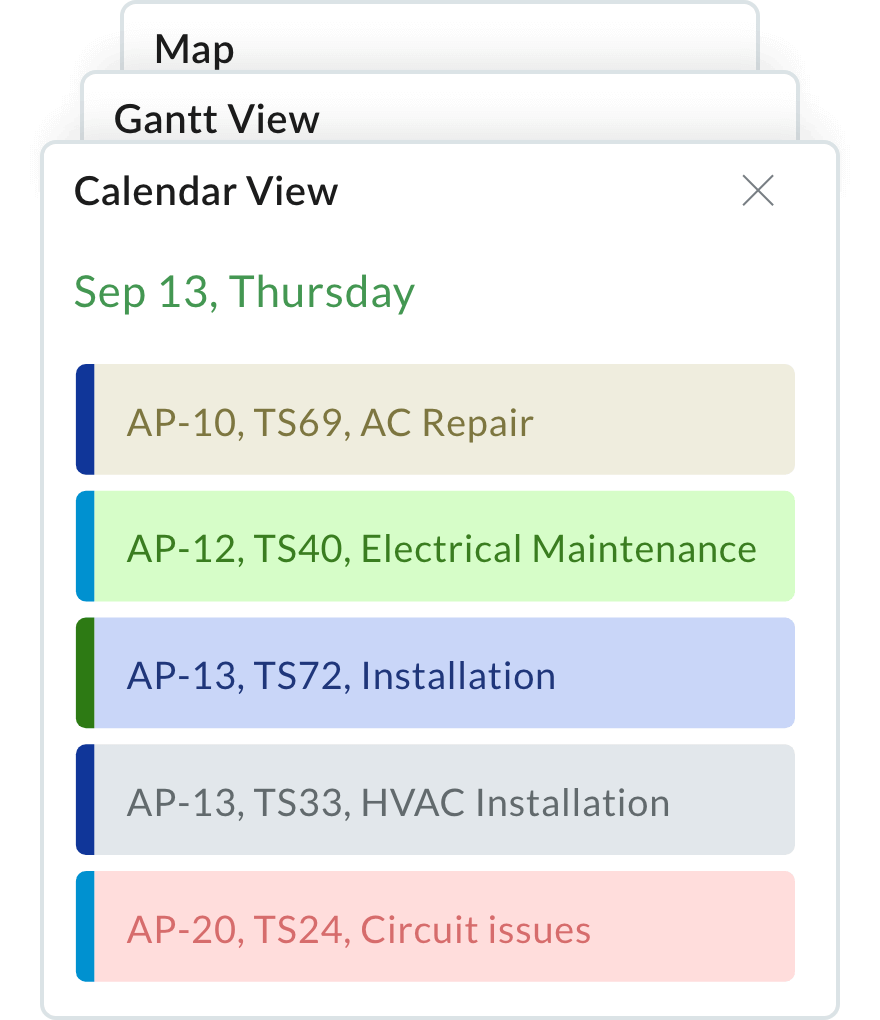 Map
Gantt View
Calendar View
Sep 13, Thursday
AP-10, TS69, AC Repair
AP-12, TS40, Electrical Maintenance
AP-13, TS72, Installation
AP-13, TS33, HVAC Installation
AP-20, TS24, Circuit issues